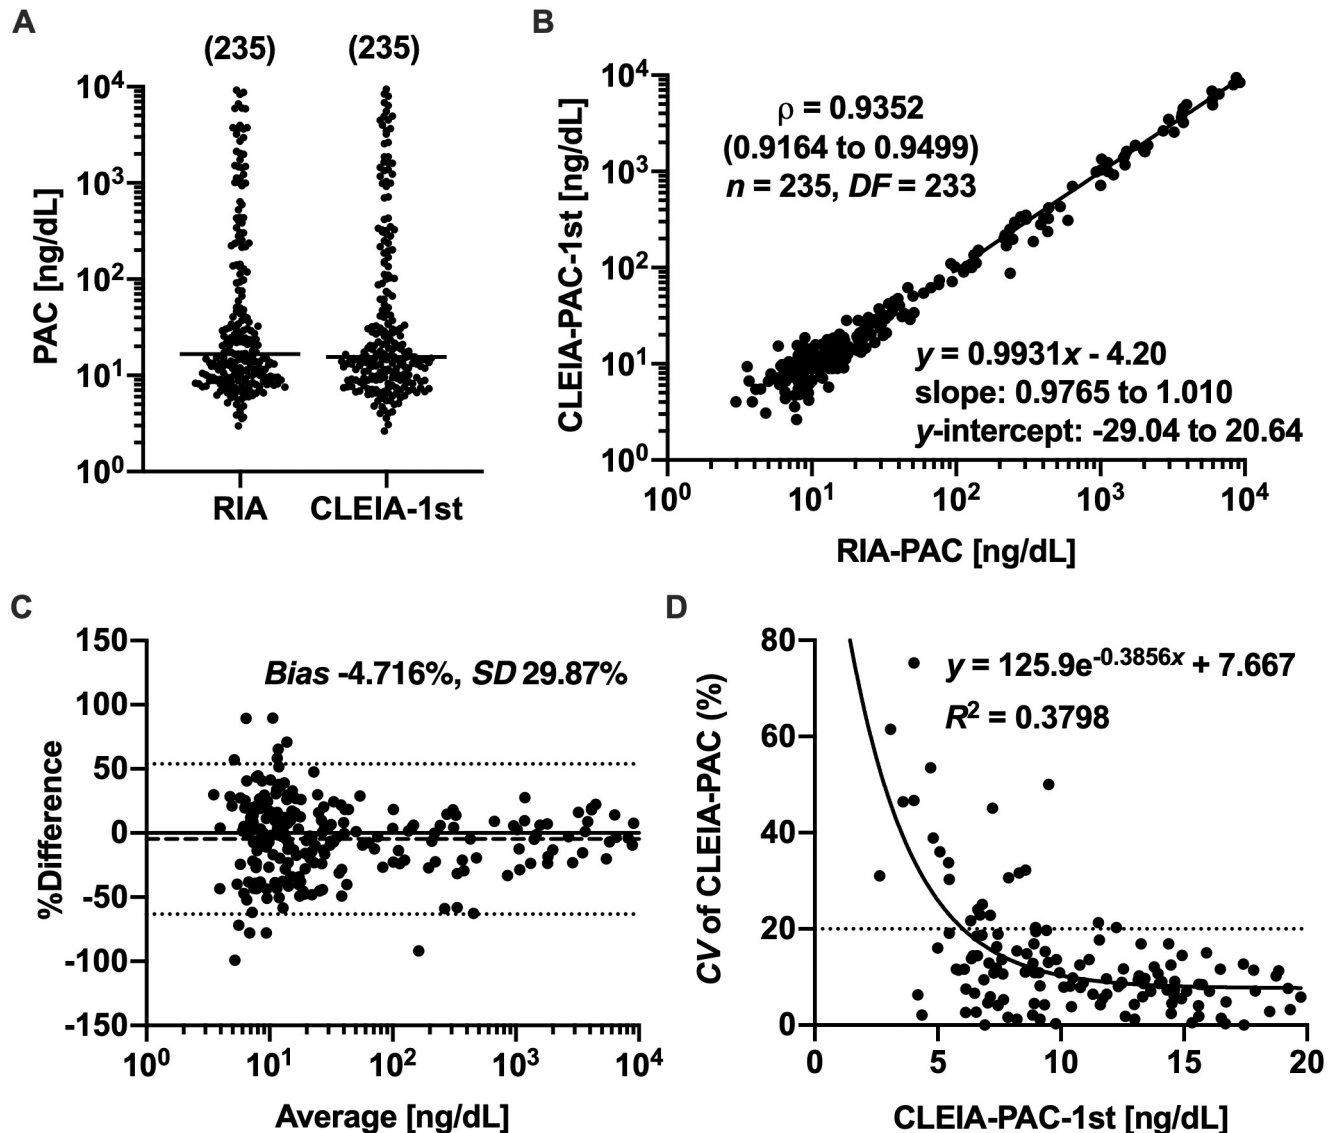 A
(235) (235)
PAC [ng/dL]
10⁴
10³
10²
10¹
10⁰
RIA CLEIA-1st
B
CLEIA-PAC-1st [ng/dL]
10⁴
10³
10²
10¹
10⁰
ρ = 0.9352
(0.9164 to 0.9499)
n = 235, DF = 233
y = 0.9931x - 4.20
slope: 0.9765 to 1.010
y-intercept: -29.04 to 20.64
10⁰ 10¹ 10² 10³ 10⁴
RIA-PAC [ng/dL]
C
%Difference
150
100
50
0
-50
-100
-150
Bias -4.716%, SD 29.87%
10⁰ 10¹ 10² 10³ 10⁴
Average [ng/dL]
D
CV of CLEIA-PAC (%)
80
60
40
20
0
y = 125.9e⁻⁰·³⁸⁵⁶ˣ + 7.667
R² = 0.3798
0 5 10 15 20
CLEIA-PAC-1st [ng/dL]